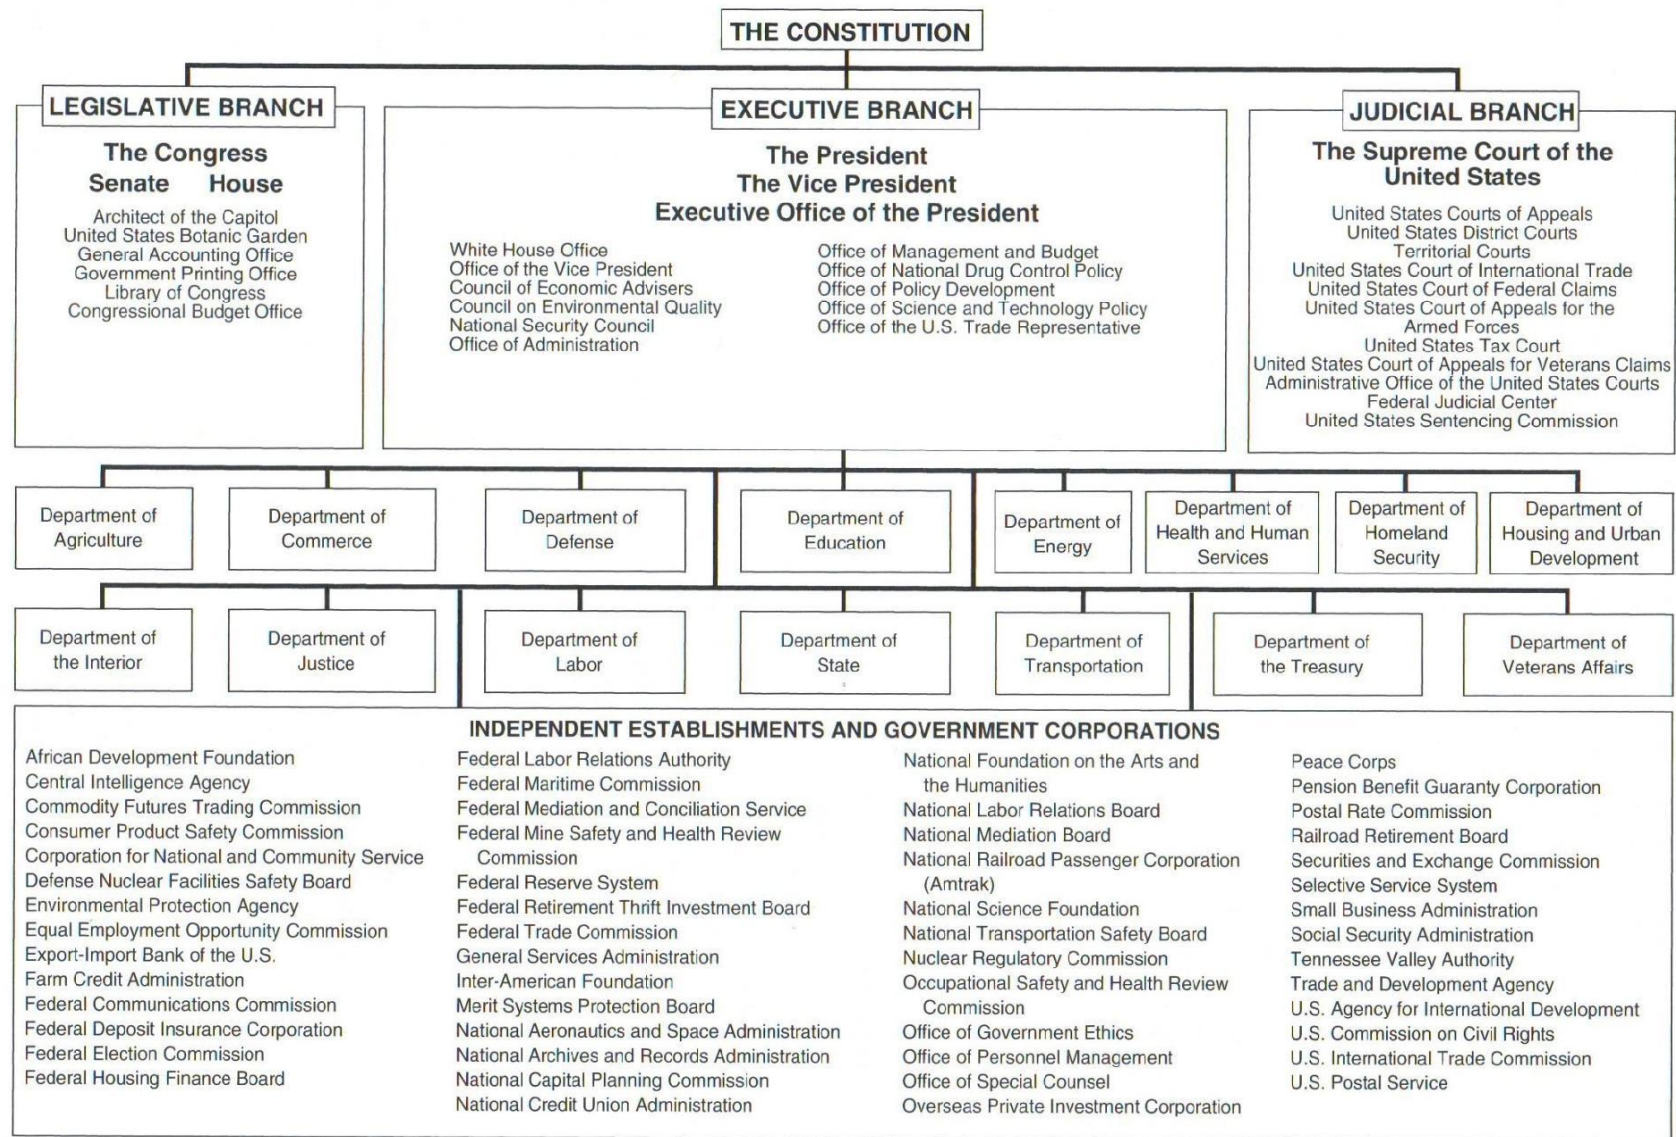 THE CONSTITUTION
LEGISLATIVE BRANCH
The Congress
Senate House
Architect of the Capitol
United States Botanic Garden
General Accounting Office
Government Printing Office
Library of Congress
Congressional Budget Office
EXECUTIVE BRANCH
The President
The Vice President
Executive Office of the President
White House Office
Office of the Vice President
Council of Economic Advisers
Council on Environmental Quality
National Security Council
Office of Administration
Office of Management and Budget
Office of National Drug Control Policy
Office of Policy Development
Office of Science and Technology Policy
Office of the U.S. Trade Representative
JUDICIAL BRANCH
The Supreme Court of the
United States
United States Courts of Appeals
United States District Courts
Territorial Courts
United States Court of International Trade
United States Court of Federal Claims
United States Court of Appeals for the
Armed Forces
United States Tax Court
United States Court of Appeals for Veterans Claims
Administrative Office of the United States Courts
Federal Judicial Center
United States Sentencing Commission
Department of
Agriculture
Department of
Commerce
Department of
Defense
Department of
Education
Department of
Energy
Department of
Health and Human
Services
Department of
Homeland
Security
Department of
Housing and Urban
Development
Department of
the Interior
Department of
Justice
Department of
Labor
Department of
State
Department of
Transportation
Department of
the Treasury
Department of
Veterans Affairs
INDEPENDENT ESTABLISHMENTS AND GOVERNMENT CORPORATIONS
African Development Foundation
Central Intelligence Agency
Commodity Futures Trading Commission
Consumer Product Safety Commission
Corporation for National and Community Service
Defense Nuclear Facilities Safety Board
Environmental Protection Agency
Equal Employment Opportunity Commission
Export-Import Bank of the U.S.
Farm Credit Administration
Federal Communications Commission
Federal Deposit Insurance Corporation
Federal Election Commission
Federal Housing Finance Board
Federal Labor Relations Authority
Federal Maritime Commission
Federal Mediation and Conciliation Service
Federal Mine Safety and Health Review
Commission
Federal Reserve System
Federal Retirement Thrift Investment Board
Federal Trade Commission
General Services Administration
Inter-American Foundation
Merit Systems Protection Board
National Aeronautics and Space Administration
National Archives and Records Administration
National Capital Planning Commission
National Credit Union Administration
National Foundation on the Arts and
the Humanities
National Labor Relations Board
National Mediation Board
National Railroad Passenger Corporation
(Amtrak)
National Science Foundation
National Transportation Safety Board
Nuclear Regulatory Commission
Occupational Safety and Health Review
Commission
Office of Government Ethics
Office of Personnel Management
Office of Special Counsel
Overseas Private Investment Corporation
Peace Corps
Pension Benefit Guaranty Corporation
Postal Rate Commission
Railroad Retirement Board
Securities and Exchange Commission
Selective Service System
Small Business Administration
Social Security Administration
Tennessee Valley Authority
Trade and Development Agency
U.S. Agency for International Development
U.S. Commission on Civil Rights
U.S. International Trade Commission
U.S. Postal Service